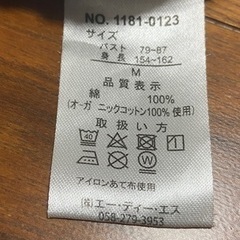 NO. 1181-0123
サイズ
バスト 79~87
身長 154~162
M
品質表示
綿 100%
(オーガニックコットン100%使用)
取扱い方
40
アイロンあて布使用
(株)エー・ティー・エス
058-279-3953